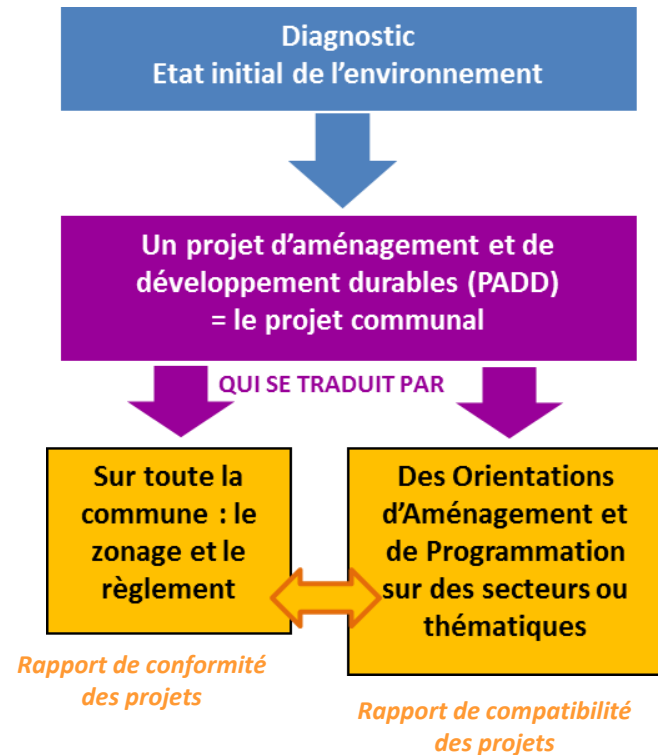 Diagnostic
Etat initial de l'environnement
Un projet d'aménagement et de
développement durables (PADD)
= le projet communal
QUI SE TRADUIT PAR
Sur toute la
commune : le
zonage et le
règlement
Des Orientations
d'Aménagement et
de Programmation
sur des secteurs ou
thématiques
Rapport de conformité
des projets
Rapport de compatibilité
des projets